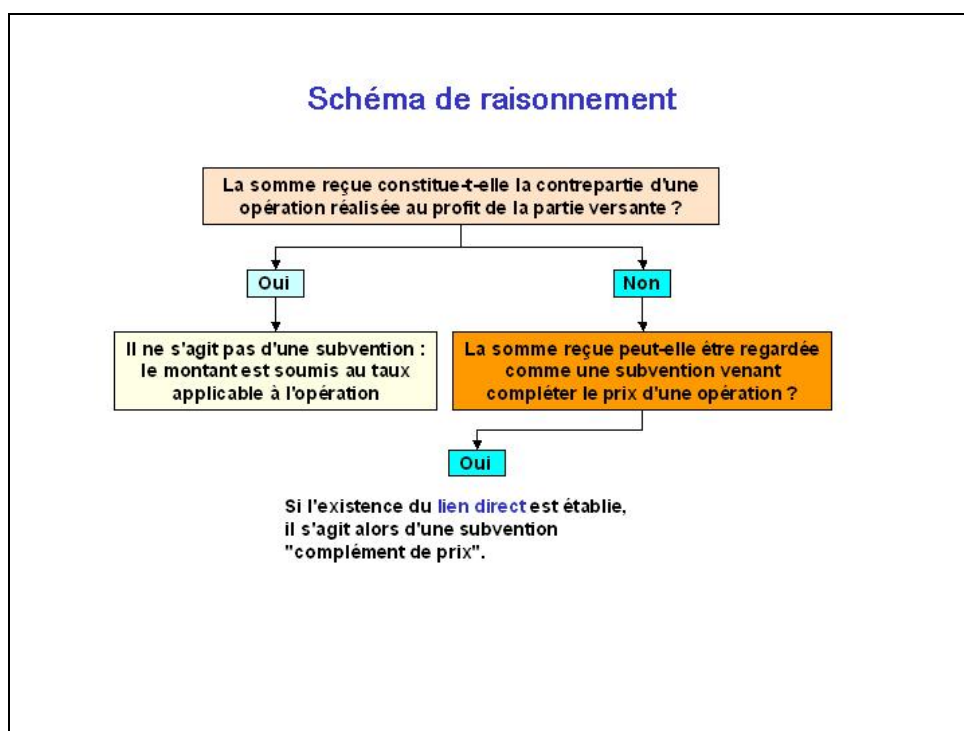 Schéma de raisonnement
La somme reçue constitue-t-elle la contrepartie d'une
opération réalisée au profit de la partie versante ?
Oui
Non
Il ne s'agit pas d'une subvention :
le montant est soumis au taux
applicable à l'opération
La somme reçue peut-elle être regardée
comme une subvention venant
compléter le prix d'une opération ?
Oui
Si l'existence du lien direct est établie,
il s'agit alors d'une subvention
"complément de prix".